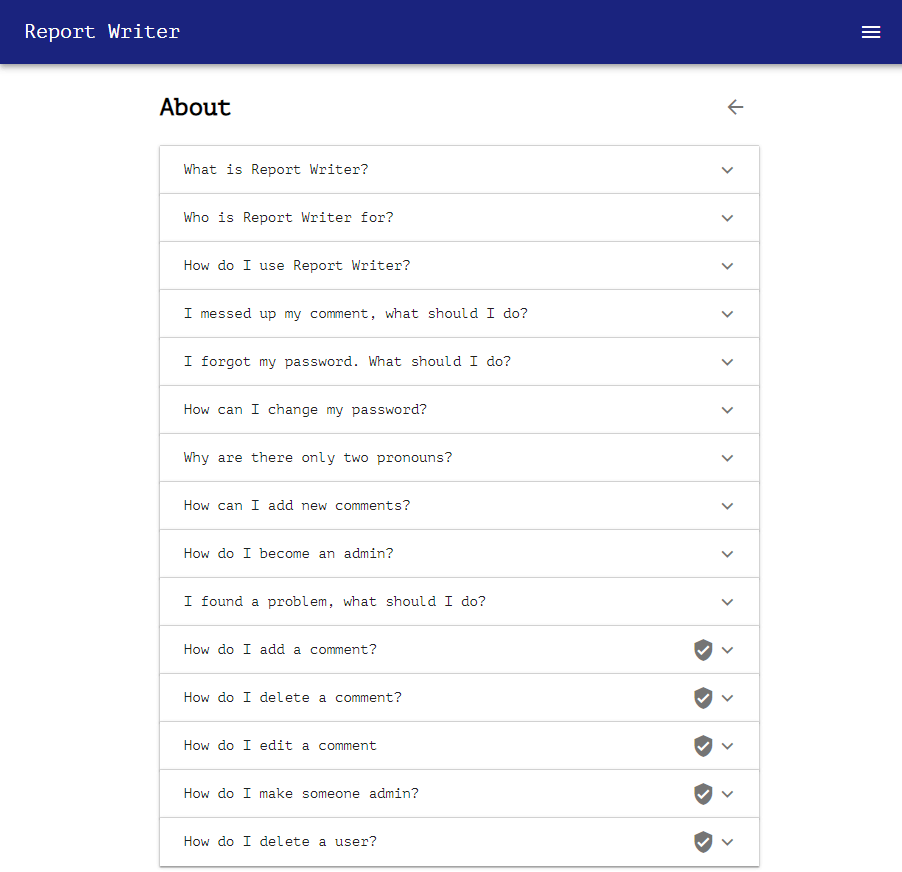 Report Writer
About
What is Report Writer?
Who is Report Writer for?
How do I use Report Writer?
I messed up my comment, what should I do?
I forgot my password. What should I do?
How can I change my password?
Why are there only two pronouns?
How can I add new comments?
How do I become an admin?
I found a problem, what should I do?
How do I add a comment?
How do I delete a comment?
How do I edit a comment
How do I make someone admin?
How do I delete a user?